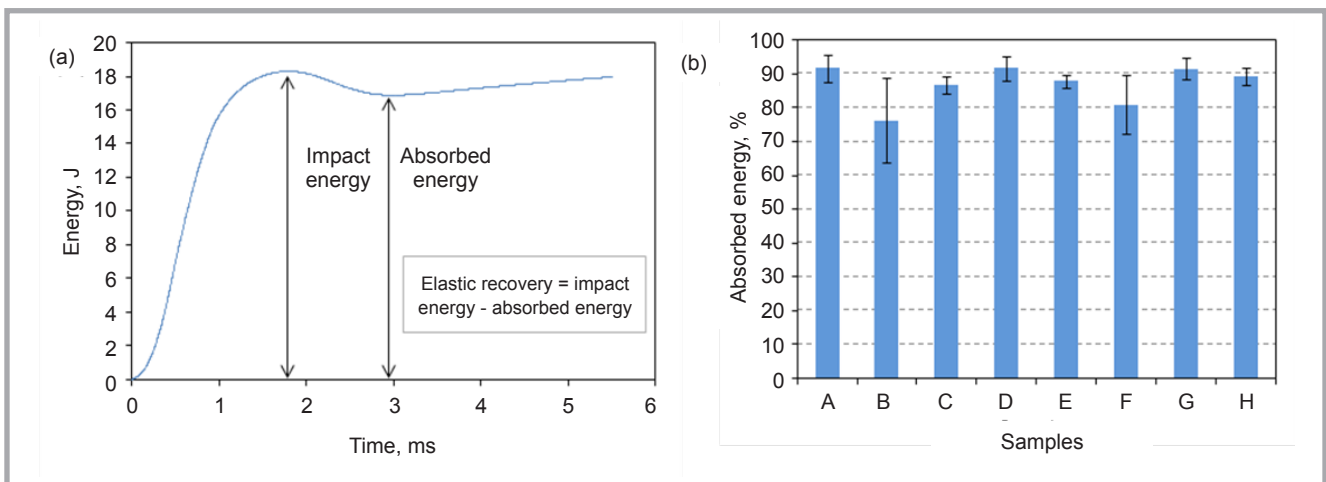 (a)
20
18
16
14
12
10
8
6
4
2
0
Energy, J
0 1 2 3 4 5 6
Time, ms
Impact
energy
Absorbed
energy
Elastic recovery = impact
energy - absorbed energy
(b)
100
90
80
70
60
50
40
30
20
10
0
Absorbed energy, %
A B C D E F G H
Samples